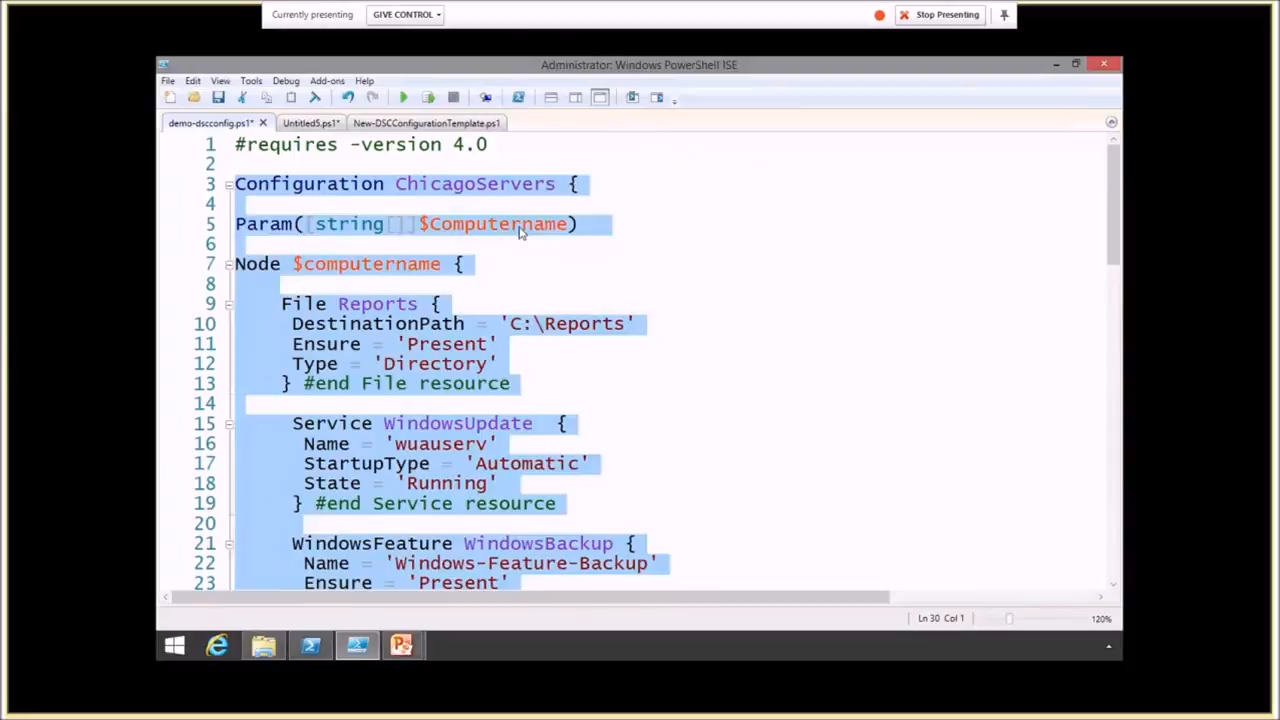 Currently presenting GIVE CONTROL Stop Presenting
Administrator: Windows PowerShell ISE
File Edit View Tools Debug Add-ons Help
demo-dscconfig.ps1* Untitled5.ps1* New-DSCConfigurationTemplate.ps1
1 #requires -version 4.0
2
3 Configuration ChicagoServers {
4
5 Param([string[]]$Computername)
6
7 Node $computername {
8
9 File Reports {
10 DestinationPath = 'C:\Reports'
11 Ensure = 'Present'
12 Type = 'Directory'
13 } #end File resource
14
15 Service WindowsUpdate {
16 Name = 'wuauserv'
17 StartupType = 'Automatic'
18 State = 'Running'
19 } #end Service resource
20
21 WindowsFeature WindowsBackup {
22 Name = 'Windows-Feature-Backup'
23 Ensure = 'Present'
Ln 30 Col 1 120%